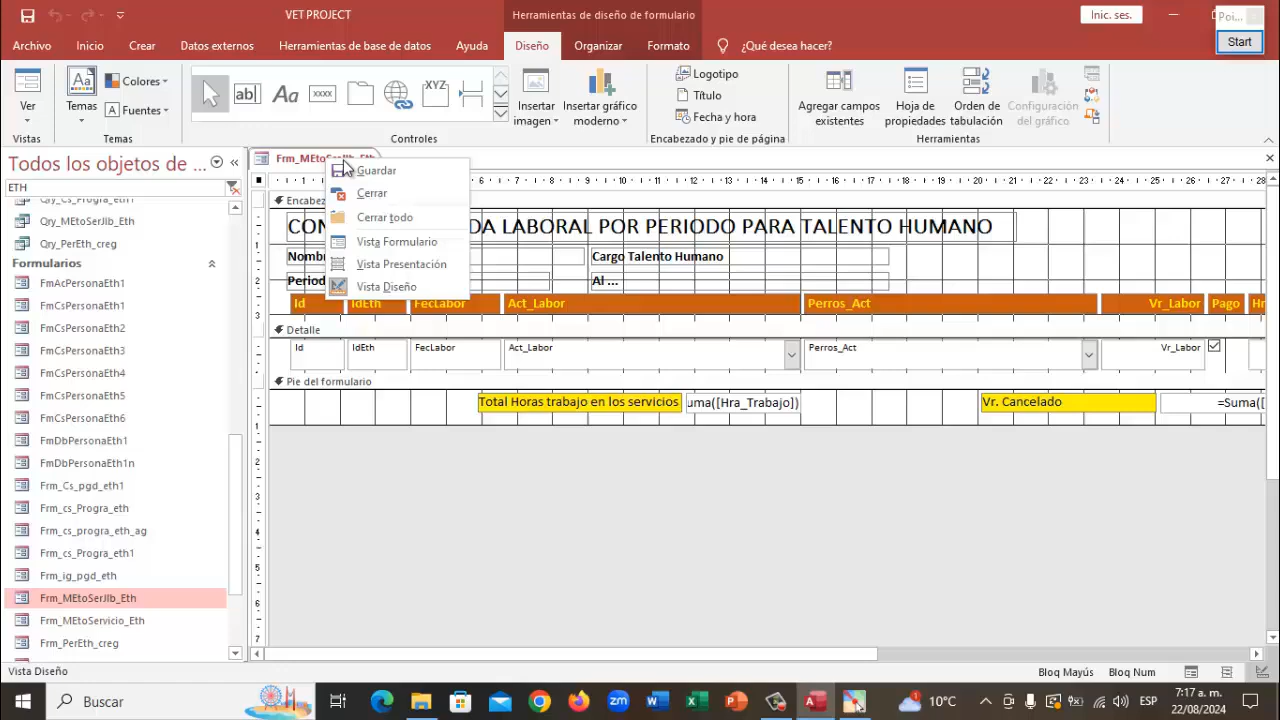 VET PROJECT
Herramientas de diseño de formulario
Inic. ses.
Poi...
Start
Archivo
Inicio
Crear
Datos externos
Herramientas de base de datos
Ayuda
Diseño
Organizar
Formato
¿Qué desea hacer?
Ver
Temas
Colores
Fuentes
ab|
Aa
xxxx
XYZ
Insertar imagen
Insertar gráfico moderno
Logotipo
Título
Fecha y hora
Agregar campos existentes
Hoja de propiedades
Orden de tabulación
Configuración del gráfico
Vistas
Temas
Controles
Encabezado y pie de página
Herramientas
Todos los objetos de ...
ETH
Qry_MEtoSerJlb_Eth
Qry_PerEth_creg
Formularios
FmAcPersonaEth1
FmCsPersonaEth1
FmCsPersonaEth2
FmCsPersonaEth3
FmCsPersonaEth4
FmCsPersonaEth5
FmCsPersonaEth6
FmDbPersonaEth1
FmDbPersonaEth1n
Frm_Cs_pgd_eth1
Frm_cs_Progra_eth
Frm_cs_progra_eth_ag
Frm_cs_Progra_eth1
Frm_ig_pgd_eth
Frm_MEtoSerJlb_Eth
Frm_MEtoServicio_Eth
Frm_PerEth_creg
Guardar
Cerrar
Cerrar todo
Vista Formulario
Vista Presentación
Vista Diseño
DA LABORAL POR PERIODO PARA TALENTO HUMANO
Cargo Talento Humano
Al ...
Id
IdEth
FecLabor
Act_Labor
Perros_Act
Vr_Labor
Pago
Detalle
Id
IdEth
FecLabor
Act_Labor
Perros_Act
Vr_Labor
Pie del formulario
Total Horas trabajo en los servicios
uma([Hra_Trabajo])
Vr. Cancelado
=Suma([
Vista Diseño
Bloq Mayús
Bloq Num
Buscar
10°C
ESP
7:17 a. m.
22/08/2024